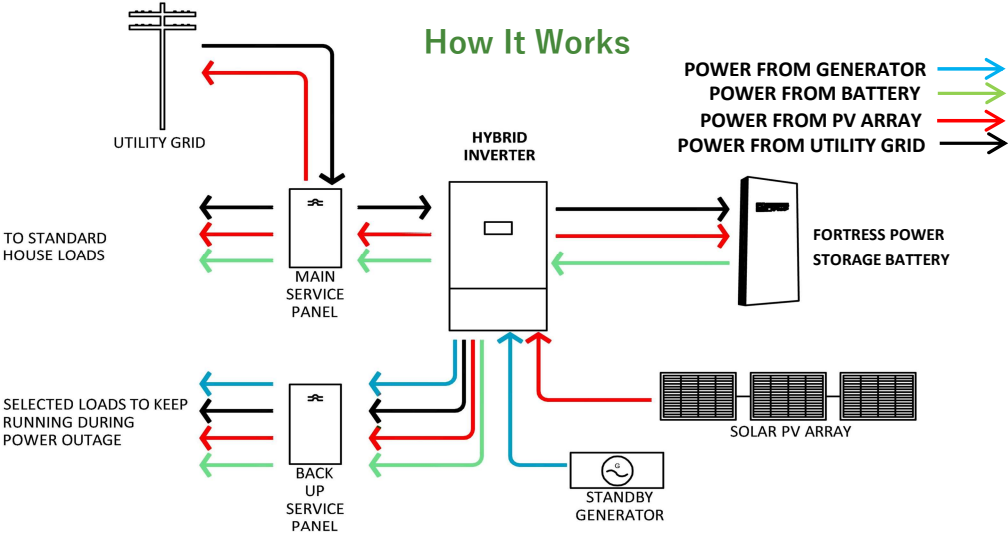 How It Works
POWER FROM GENERATOR
POWER FROM BATTERY
POWER FROM PV ARRAY
POWER FROM UTILITY GRID
UTILITY GRID
HYBRID
INVERTER
TO STANDARD
HOUSE LOADS
MAIN
SERVICE
PANEL
FORTRESS POWER
STORAGE BATTERY
SELECTED LOADS TO KEEP
RUNNING DURING
POWER OUTAGE
BACK
UP
SERVICE
PANEL
SOLAR PV ARRAY
G
STANDBY
GENERATOR